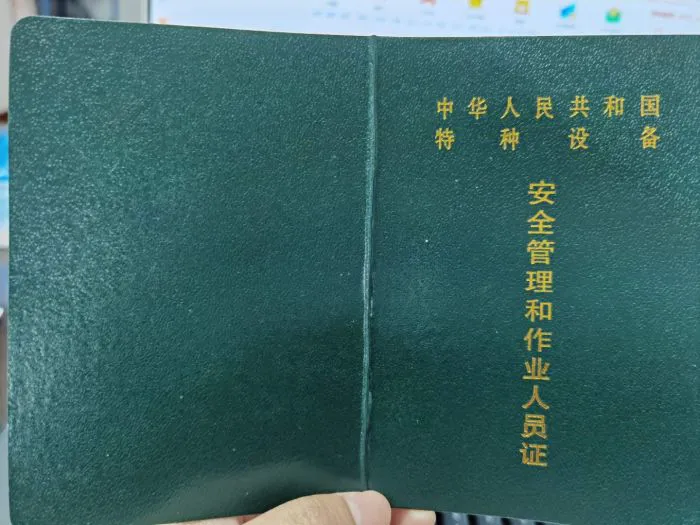 中华人民共和国
特种设备
安全管理和作业人员证